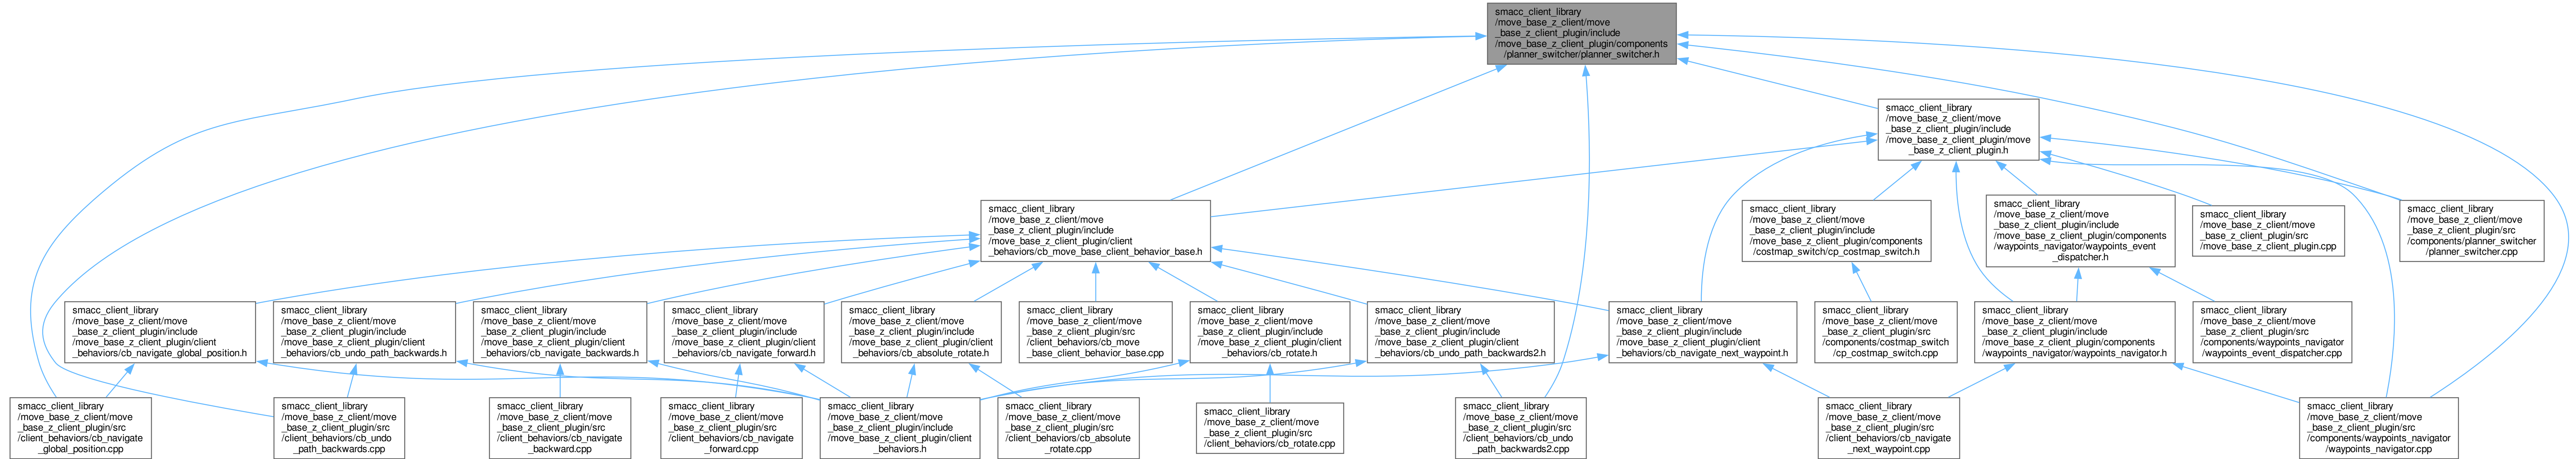 smacc_client_library
/move_base_z_client/move
_base_z_client_plugin/include
/move_base_z_client_plugin/components
/planner_switcher/planner_switcher.h
smacc_client_library
/move_base_z_client/move
_base_z_client_plugin/include
/move_base_z_client_plugin/move
_base_z_client_plugin.h
smacc_client_library
/move_base_z_client/move
_base_z_client_plugin/include
/move_base_z_client_plugin/client
_behaviors/cb_move_base_client_behavior_base.h
smacc_client_library
/move_base_z_client/move
_base_z_client_plugin/include
/move_base_z_client_plugin/components
/costmap_switch/cp_costmap_switch.h
smacc_client_library
/move_base_z_client/move
_base_z_client_plugin/include
/move_base_z_client_plugin/components
/waypoints_navigator/waypoints_event
_dispatcher.h
smacc_client_library
/move_base_z_client/move
_base_z_client_plugin/src
/move_base_z_client_plugin.cpp
smacc_client_library
/move_base_z_client/move
_base_z_client_plugin/src
/components/planner_switcher
/planner_switcher.cpp
smacc_client_library
/move_base_z_client/move
_base_z_client_plugin/include
/move_base_z_client_plugin/client
_behaviors/cb_navigate_global_position.h
smacc_client_library
/move_base_z_client/move
_base_z_client_plugin/include
/move_base_z_client_plugin/client
_behaviors/cb_undo_path_backwards.h
smacc_client_library
/move_base_z_client/move
_base_z_client_plugin/include
/move_base_z_client_plugin/client
_behaviors/cb_navigate_backwards.h
smacc_client_library
/move_base_z_client/move
_base_z_client_plugin/include
/move_base_z_client_plugin/client
_behaviors/cb_navigate_forward.h
smacc_client_library
/move_base_z_client/move
_base_z_client_plugin/include
/move_base_z_client_plugin/client
_behaviors/cb_absolute_rotate.h
smacc_client_library
/move_base_z_client/move
_base_z_client_plugin/src
/client_behaviors/cb_move
_base_client_behavior_base.cpp
smacc_client_library
/move_base_z_client/move
_base_z_client_plugin/include
/move_base_z_client_plugin/client
_behaviors/cb_rotate.h
smacc_client_library
/move_base_z_client/move
_base_z_client_plugin/include
/move_base_z_client_plugin/client
_behaviors/cb_undo_path_backwards2.h
smacc_client_library
/move_base_z_client/move
_base_z_client_plugin/include
/move_base_z_client_plugin/client
_behaviors/cb_navigate_next_waypoint.h
smacc_client_library
/move_base_z_client/move
_base_z_client_plugin/src
/components/costmap_switch
/cp_costmap_switch.cpp
smacc_client_library
/move_base_z_client/move
_base_z_client_plugin/include
/move_base_z_client_plugin/components
/waypoints_navigator/waypoints_navigator.h
smacc_client_library
/move_base_z_client/move
_base_z_client_plugin/src
/components/waypoints_navigator
/waypoints_event_dispatcher.cpp
smacc_client_library
/move_base_z_client/move
_base_z_client_plugin/src
/client_behaviors/cb_navigate
_global_position.cpp
smacc_client_library
/move_base_z_client/move
_base_z_client_plugin/src
/client_behaviors/cb_undo
_path_backwards.cpp
smacc_client_library
/move_base_z_client/move
_base_z_client_plugin/src
/client_behaviors/cb_navigate
_backward.cpp
smacc_client_library
/move_base_z_client/move
_base_z_client_plugin/src
/client_behaviors/cb_navigate
_forward.cpp
smacc_client_library
/move_base_z_client/move
_base_z_client_plugin/include
/move_base_z_client_plugin/client
_behaviors.h
smacc_client_library
/move_base_z_client/move
_base_z_client_plugin/src
/client_behaviors/cb_absolute
_rotate.cpp
smacc_client_library
/move_base_z_client/move
_base_z_client_plugin/src
/client_behaviors/cb_rotate.cpp
smacc_client_library
/move_base_z_client/move
_base_z_client_plugin/src
/client_behaviors/cb_undo
_path_backwards2.cpp
smacc_client_library
/move_base_z_client/move
_base_z_client_plugin/src
/client_behaviors/cb_navigate
_next_waypoint.cpp
smacc_client_library
/move_base_z_client/move
_base_z_client_plugin/src
/components/waypoints_navigator
/waypoints_navigator.cpp